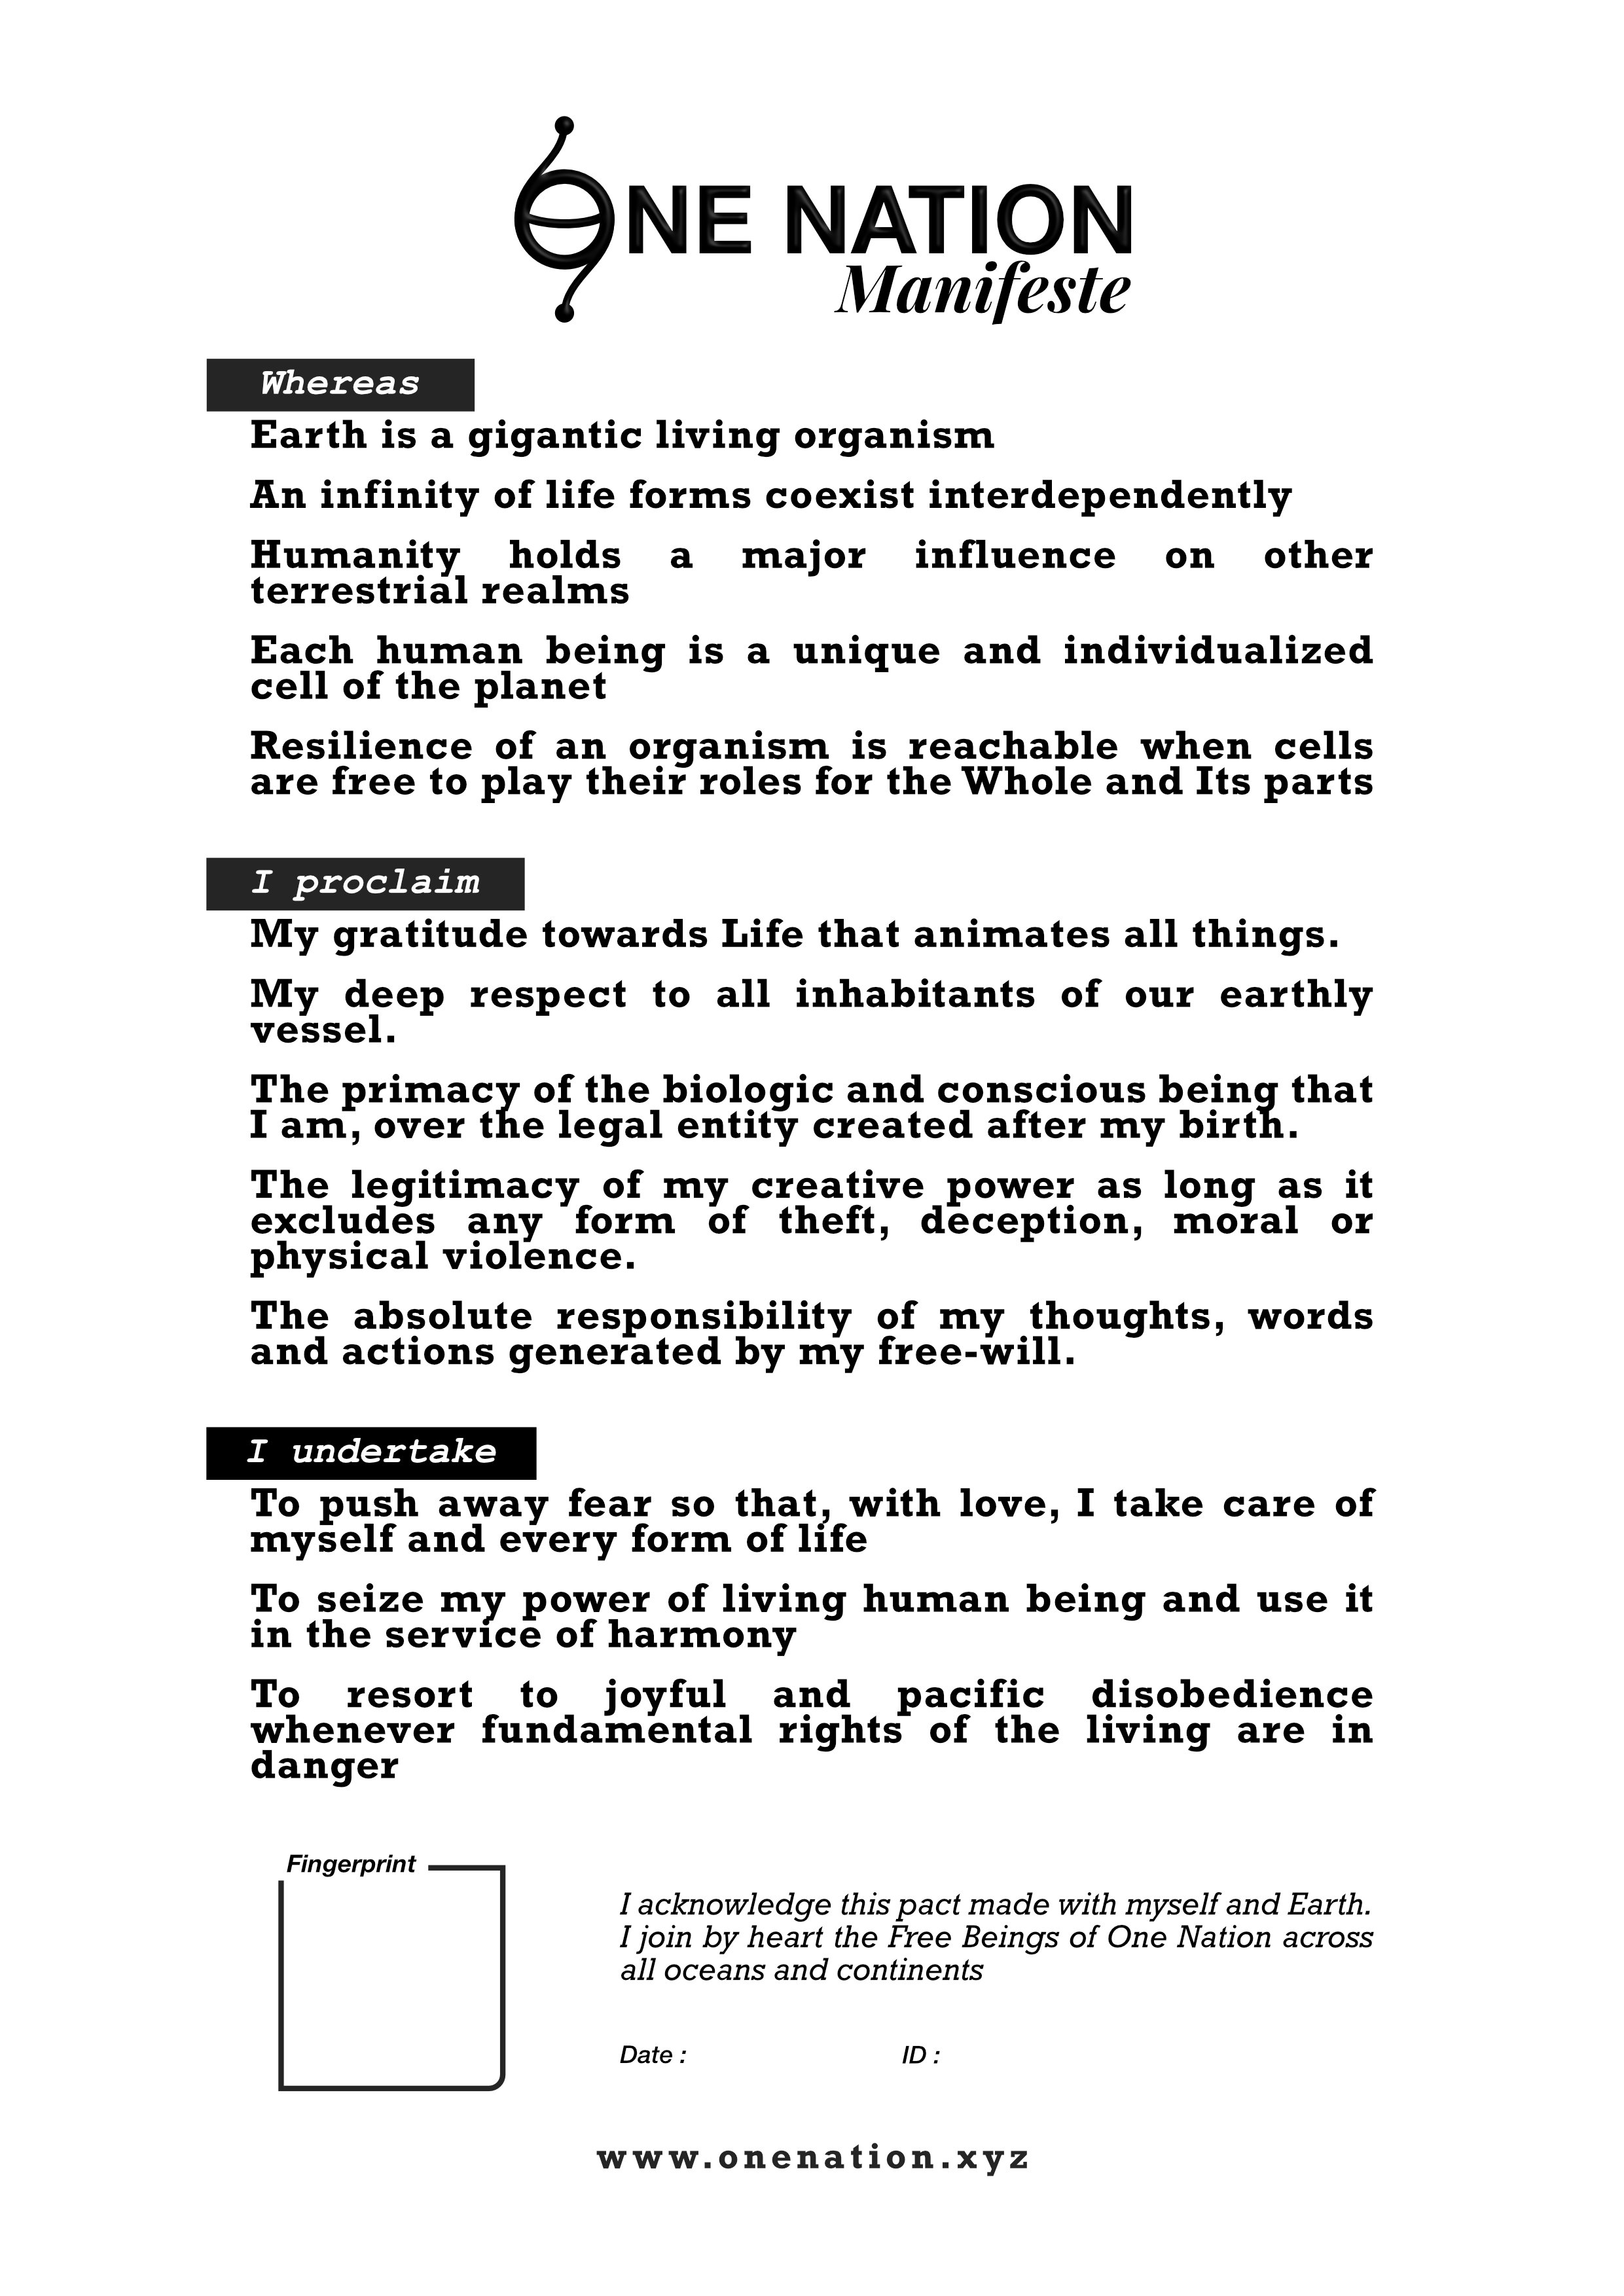 ONE NATION
Manifeste
Whereas
Earth is a gigantic living organism
An infinity of life forms coexist interdependently
Humanity holds a major influence on other
terrestrial realms
Each human being is a unique and individualized
cell of the planet
Resilience of an organism is reachable when cells
are free to play their roles for the Whole and Its parts
I proclaim
My gratitude towards Life that animates all things.
My deep respect to all inhabitants of our earthly
vessel.
The primacy of the biologic and conscious being that
I am, over the legal entity created after my birth.
The legitimacy of my creative power as long as it
excludes any form of theft, deception, moral or
physical violence.
The absolute responsibility of my thoughts, words
and actions generated by my free-will.
I undertake
To push away fear so that, with love, I take care of
myself and every form of life
To seize my power of living human being and use it
in the service of harmony
To resort to joyful and pacific disobedience
whenever fundamental rights of the living are in
danger
Fingerprint
I acknowledge this pact made with myself and Earth.
I join by heart the Free Beings of One Nation across
all oceans and continents
Date : ID :
www.onenation.xyz